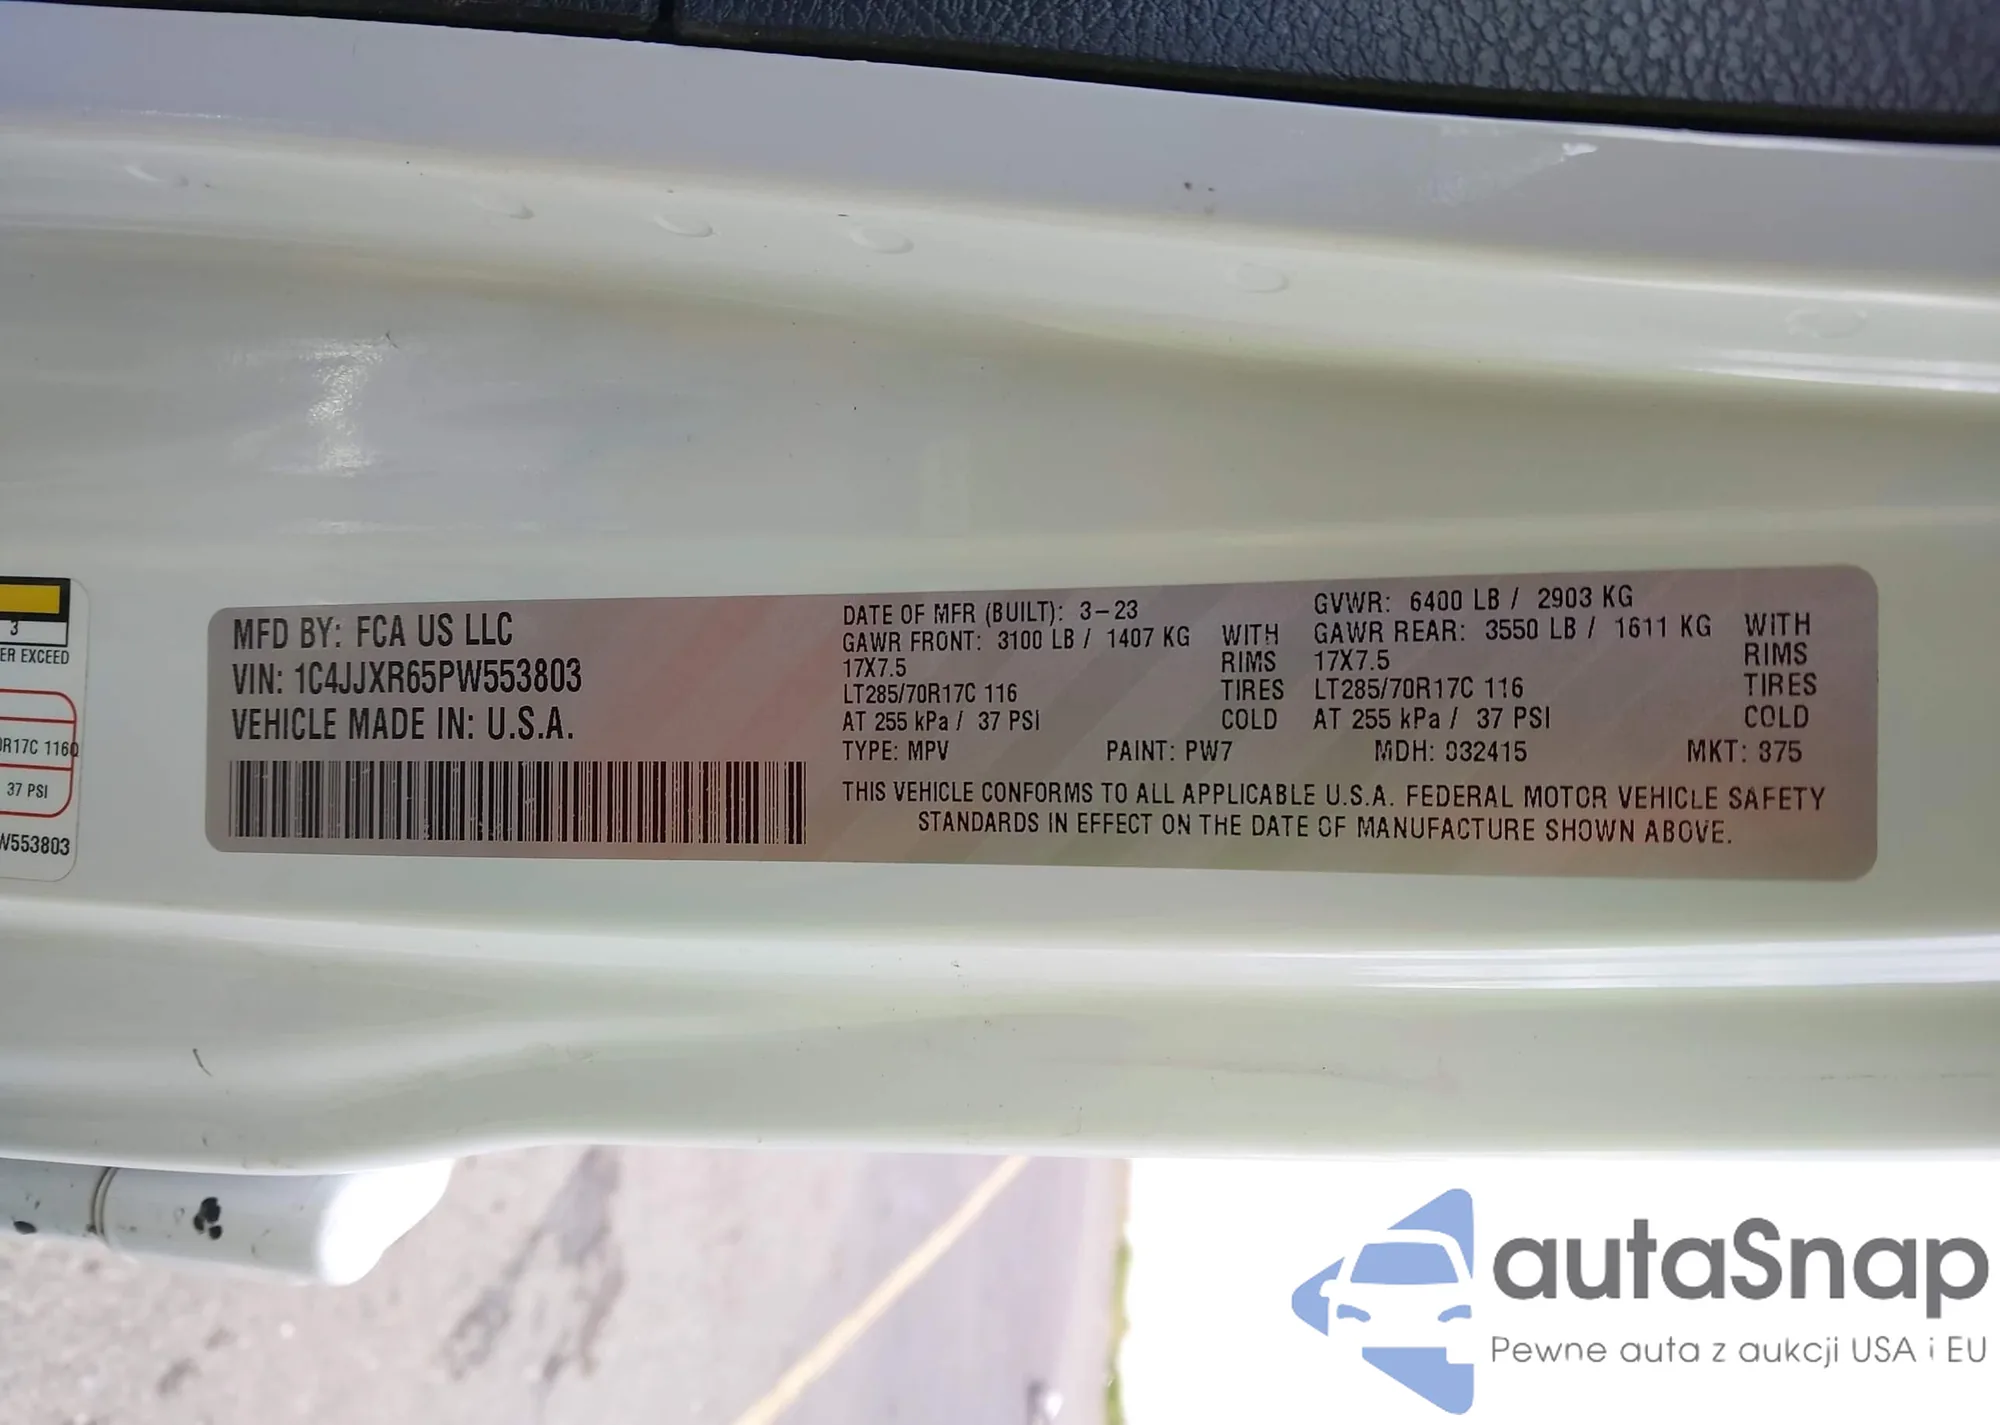 3
ER EXCEED
0R17C 116Q
37 PSI
W553803
MFD BY: FCA US LLC
VIN: 1C4JJXR65PW553803
VEHICLE MADE IN: U.S.A.
DATE OF MFR (BUILT): 3-23
GVWR: 6400 LB / 2903 KG
GAWR FRONT: 3100 LB / 1407 KG WITH
17X7.5 RIMS
LT285/70R17C 116 TIRES
AT 255 kPa / 37 PSI COLD
GAWR REAR: 3550 LB / 1611 KG WITH
17X7.5 RIMS
LT285/70R17C 116 TIRES
AT 255 kPa / 37 PSI COLD
TYPE: MPV PAINT: PW7 MDH: 032415 MKT: 375
THIS VEHICLE CONFORMS TO ALL APPLICABLE U.S.A. FEDERAL MOTOR VEHICLE SAFETY
STANDARDS IN EFFECT ON THE DATE OF MANUFACTURE SHOWN ABOVE.
autaSnap
Pewne auta z aukcji USA i EU